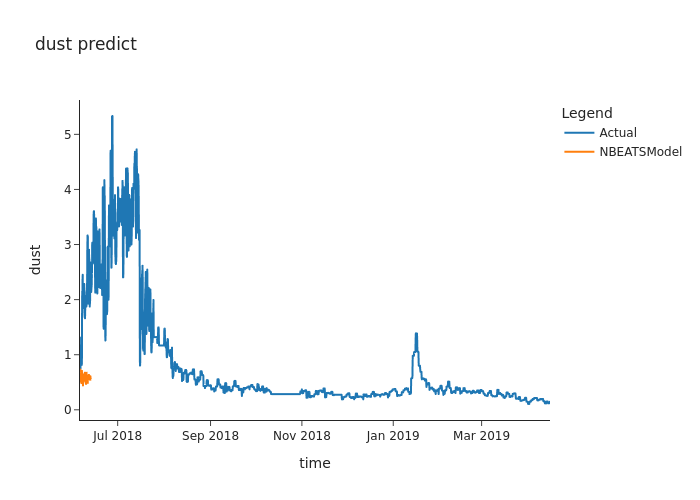 dust predict
Legend
Actual
NBEATSModel
dust
5
4
3
2
1
0
Jul 2018
Sep 2018
Nov 2018
Jan 2019
Mar 2019
time